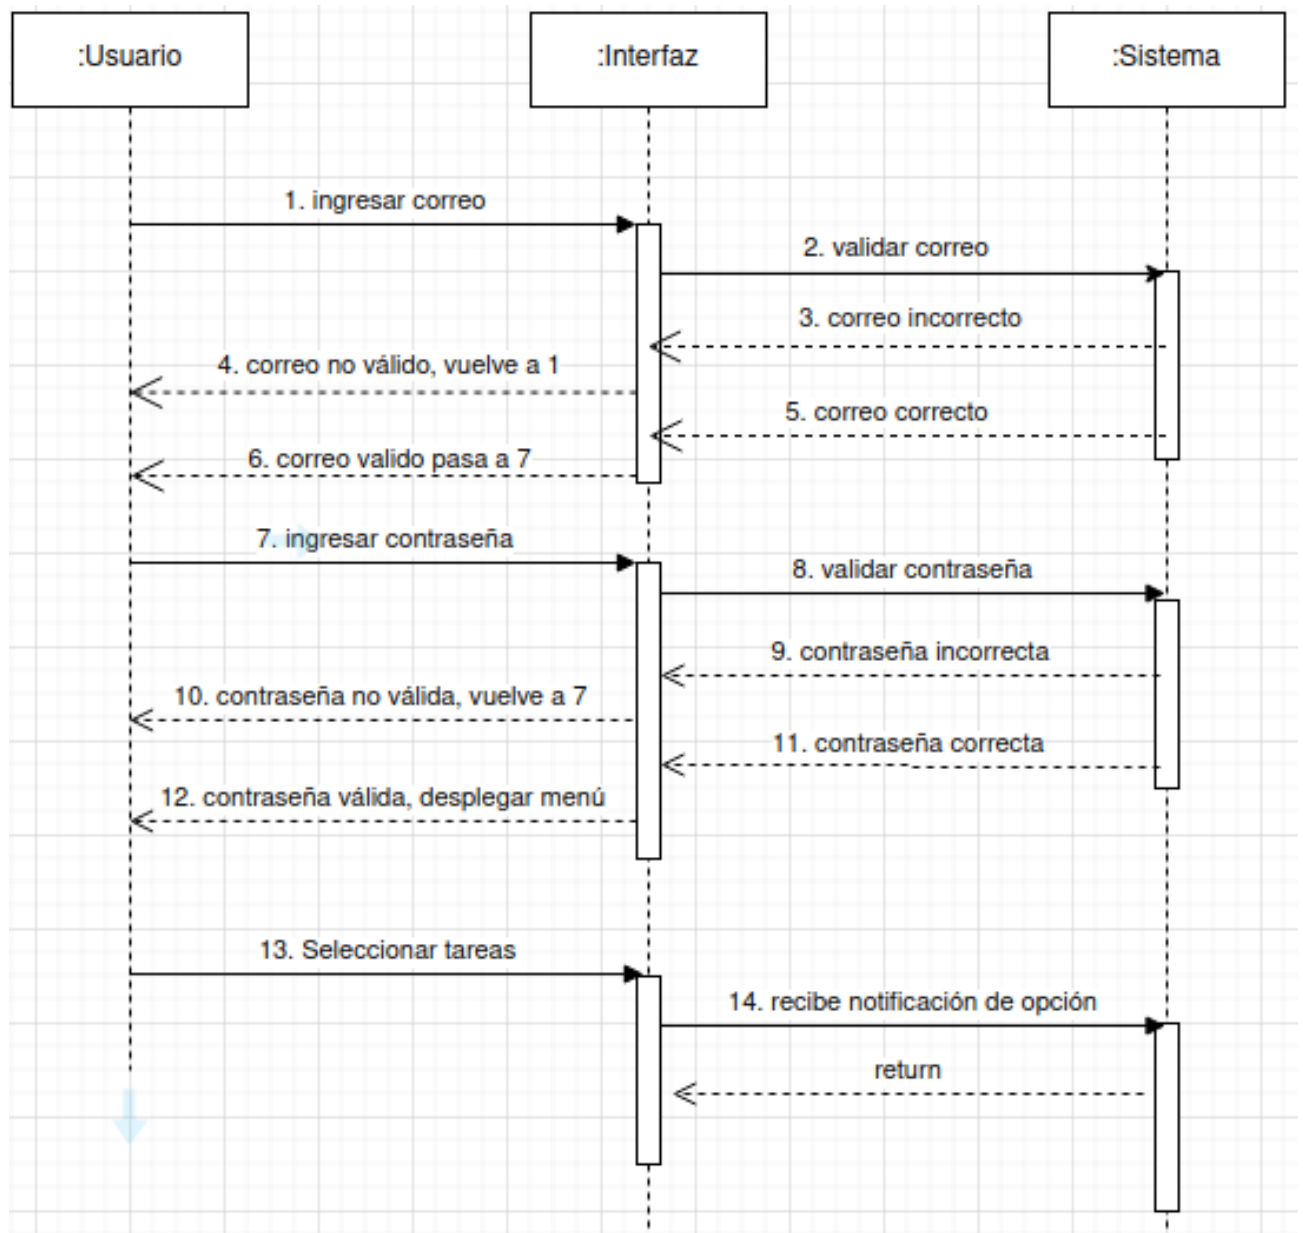 :Usuario
:Interfaz
:Sistema
1. ingresar correo
2. validar correo
3. correo incorrecto
4. correo no válido, vuelve a 1
5. correo correcto
6. correo valido pasa a 7
7. ingresar contraseña
8. validar contraseña
9. contraseña incorrecta
10. contraseña no válida, vuelve a 7
11. contraseña correcta
12. contraseña válida, desplegar menú
13. Seleccionar tareas
14. recibe notificación de opción
return